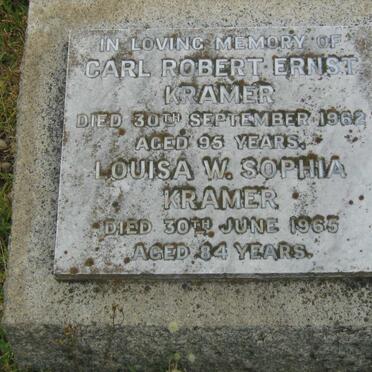 IN LOVING MEMORY OF
CARL ROBERT ERNST
KRAMER
DIED 30TH SEPTEMBER 1962
AGED 95 YEARS.
LOUISA W. SOPHIA
KRAMER
DIED 30TH JUNE 1965
AGED 84 YEARS.